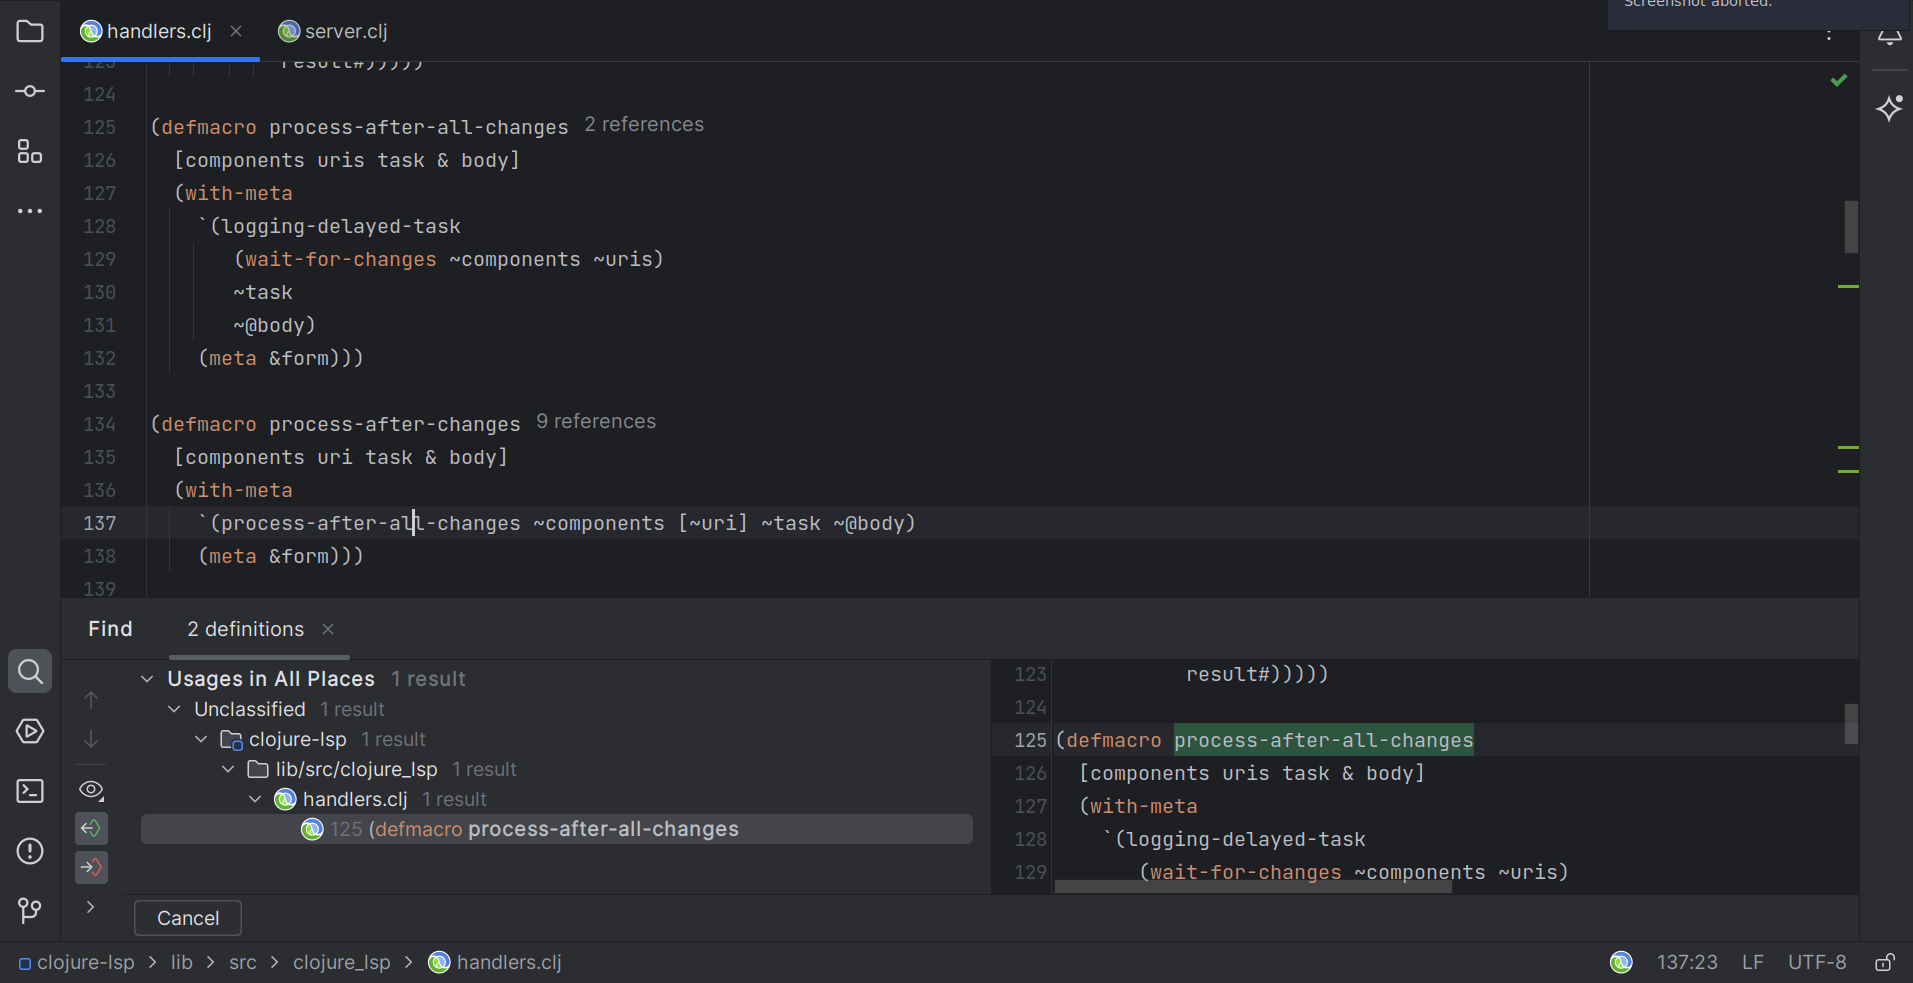 Screenshot aborted.
handlers.clj
server.clj
123 result#)))))
124
125 (defmacro process-after-all-changes 2 references
126 [components uris task & body]
127 (with-meta
128 `(logging-delayed-task
129 (wait-for-changes ~components ~uris)
130 ~task
131 ~@body)
132 (meta &form)))
133
134 (defmacro process-after-changes 9 references
135 [components uri task & body]
136 (with-meta
137 `(process-after-all-changes ~components [~uri] ~task ~@body)
138 (meta &form)))
139
Find
2 definitions
Usages in All Places 1 result
Unclassified 1 result
clojure-lsp 1 result
lib/src/clojure_lsp 1 result
handlers.clj 1 result
125 (defmacro process-after-all-changes
123 result#)))))
124
125 (defmacro process-after-all-changes
126 [components uris task & body]
127 (with-meta
128 `(logging-delayed-task
129 (wait-for-changes ~components ~uris)
Cancel
clojure-lsp > lib > src > clojure_lsp > handlers.clj
137:23 LF UTF-8